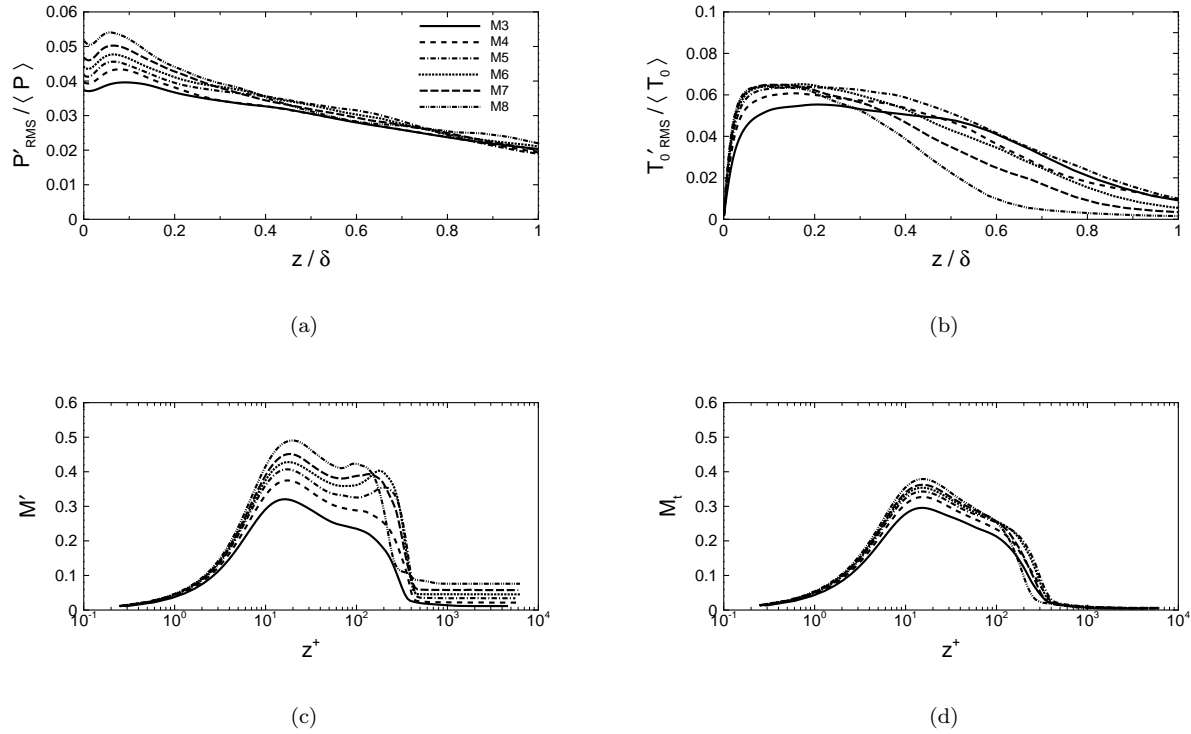 P′RMS / ⟨ P ⟩
0.06
0.05
0.04
0.03
0.02
0.01
0
0 0.2 0.4 0.6 0.8 1
z / δ
M3
M4
M5
M6
M7
M8
(a)
T0′ RMS / ⟨ T0 ⟩
0.1
0.08
0.06
0.04
0.02
0
0 0.2 0.4 0.6 0.8 1
z / δ
(b)
M′
0.6
0.5
0.4
0.3
0.2
0.1
0
10-1 100 101 102 103 104
z+
(c)
Mt
0.6
0.5
0.4
0.3
0.2
0.1
0
10-1 100 101 102 103 104
z+
(d)